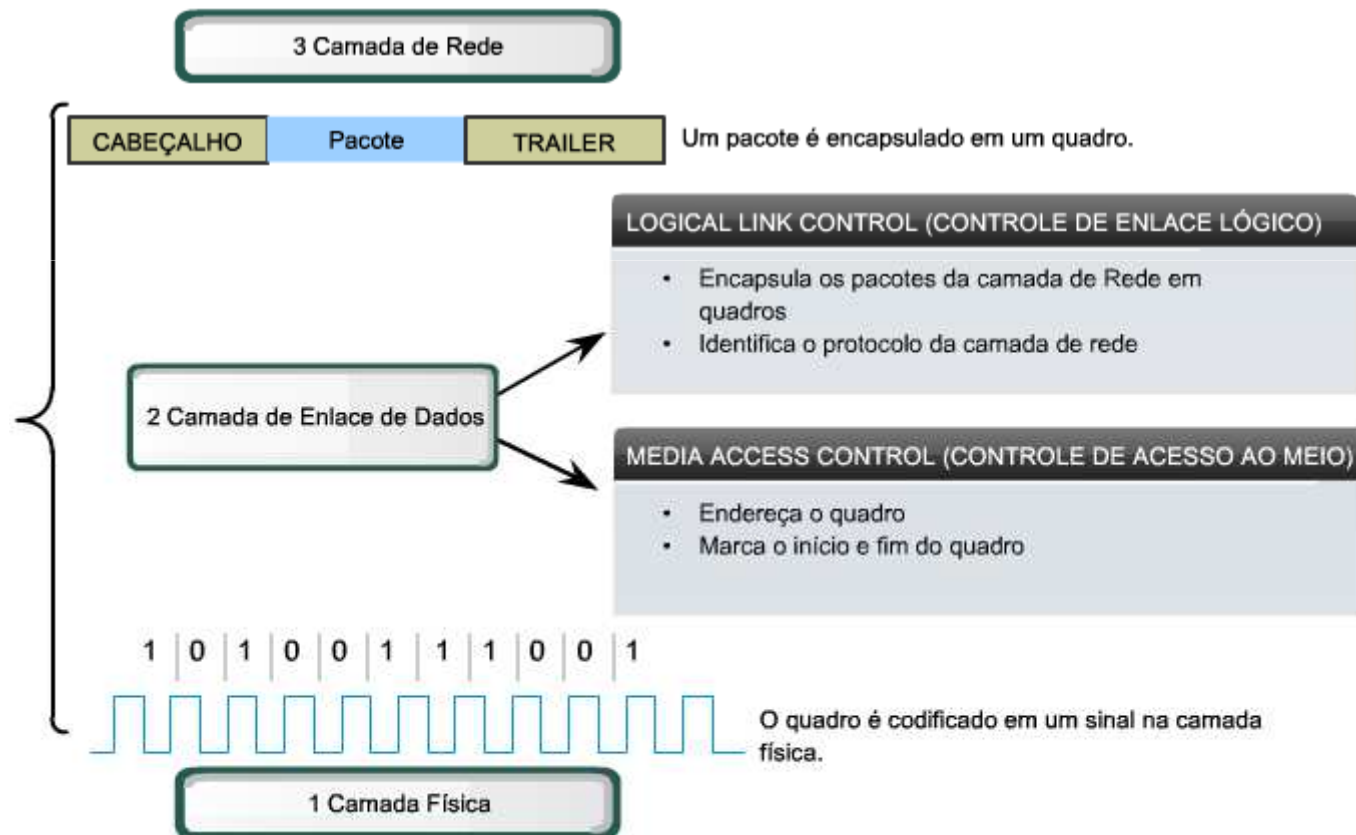 3 Camada de Rede
CABEÇALHO Pacote TRAILER Um pacote é encapsulado em um quadro.
LOGICAL LINK CONTROL (CONTROLE DE ENLACE LÓGICO)
• Encapsula os pacotes da camada de Rede em
quadros
• Identifica o protocolo da camada de rede
2 Camada de Enlace de Dados
MEDIA ACCESS CONTROL (CONTROLE DE ACESSO AO MEIO)
• Endereça o quadro
• Marca o início e fim do quadro
1 0 1 0 0 1 1 1 0 0 1
O quadro é codificado em um sinal na camada
física.
1 Camada Física